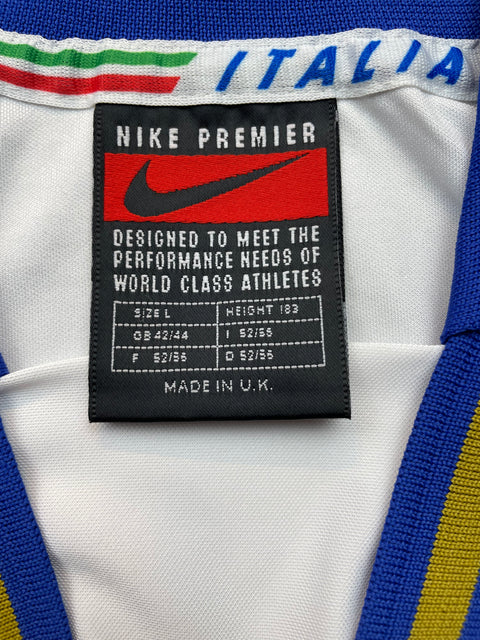 ITALIA
NIKE PREMIER
DESIGNED TO MEET THE
PERFORMANCE NEEDS OF
WORLD CLASS ATHLETES
SIZE L HEIGHT 183
GB 42/44 I 52/56
F 52/56 D 52/56
MADE IN U.K.